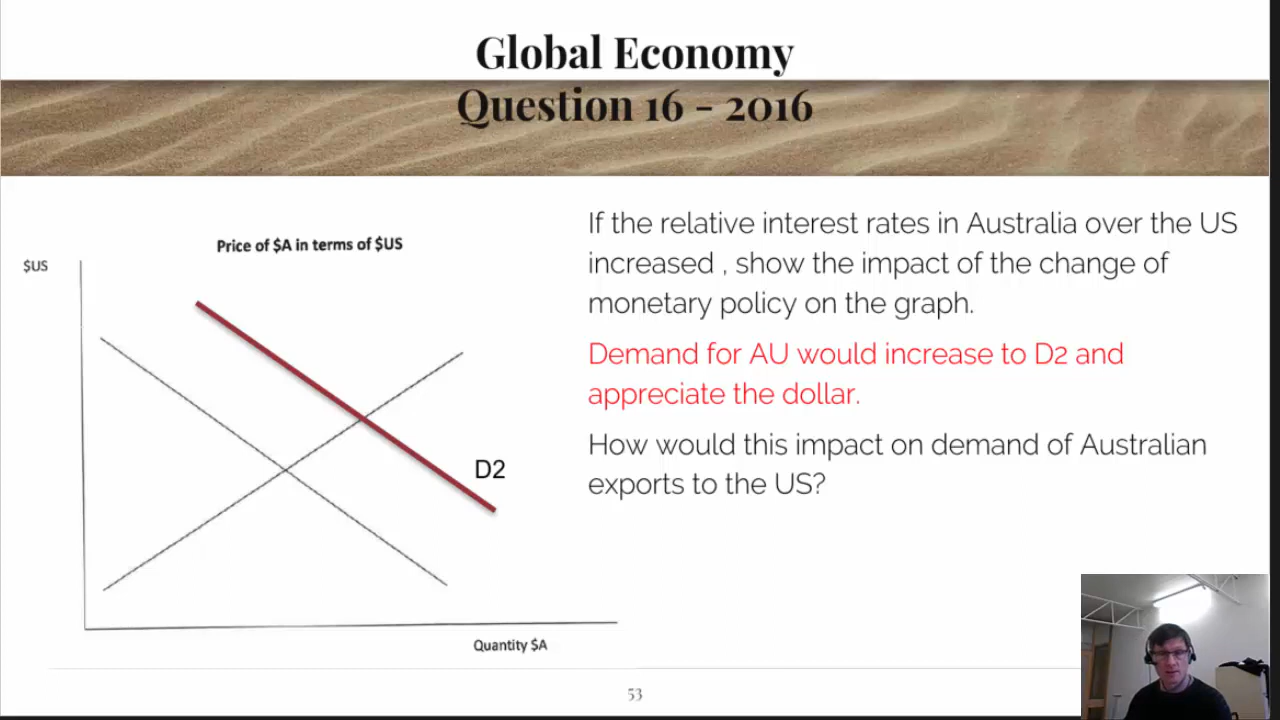 Global Economy
Question 16 - 2016
Price of $A in terms of $US
$US
D2
Quantity $A
If the relative interest rates in Australia over the US
increased , show the impact of the change of
monetary policy on the graph.
Demand for AU would increase to D2 and
appreciate the dollar.
How would this impact on demand of Australian
exports to the US?
53